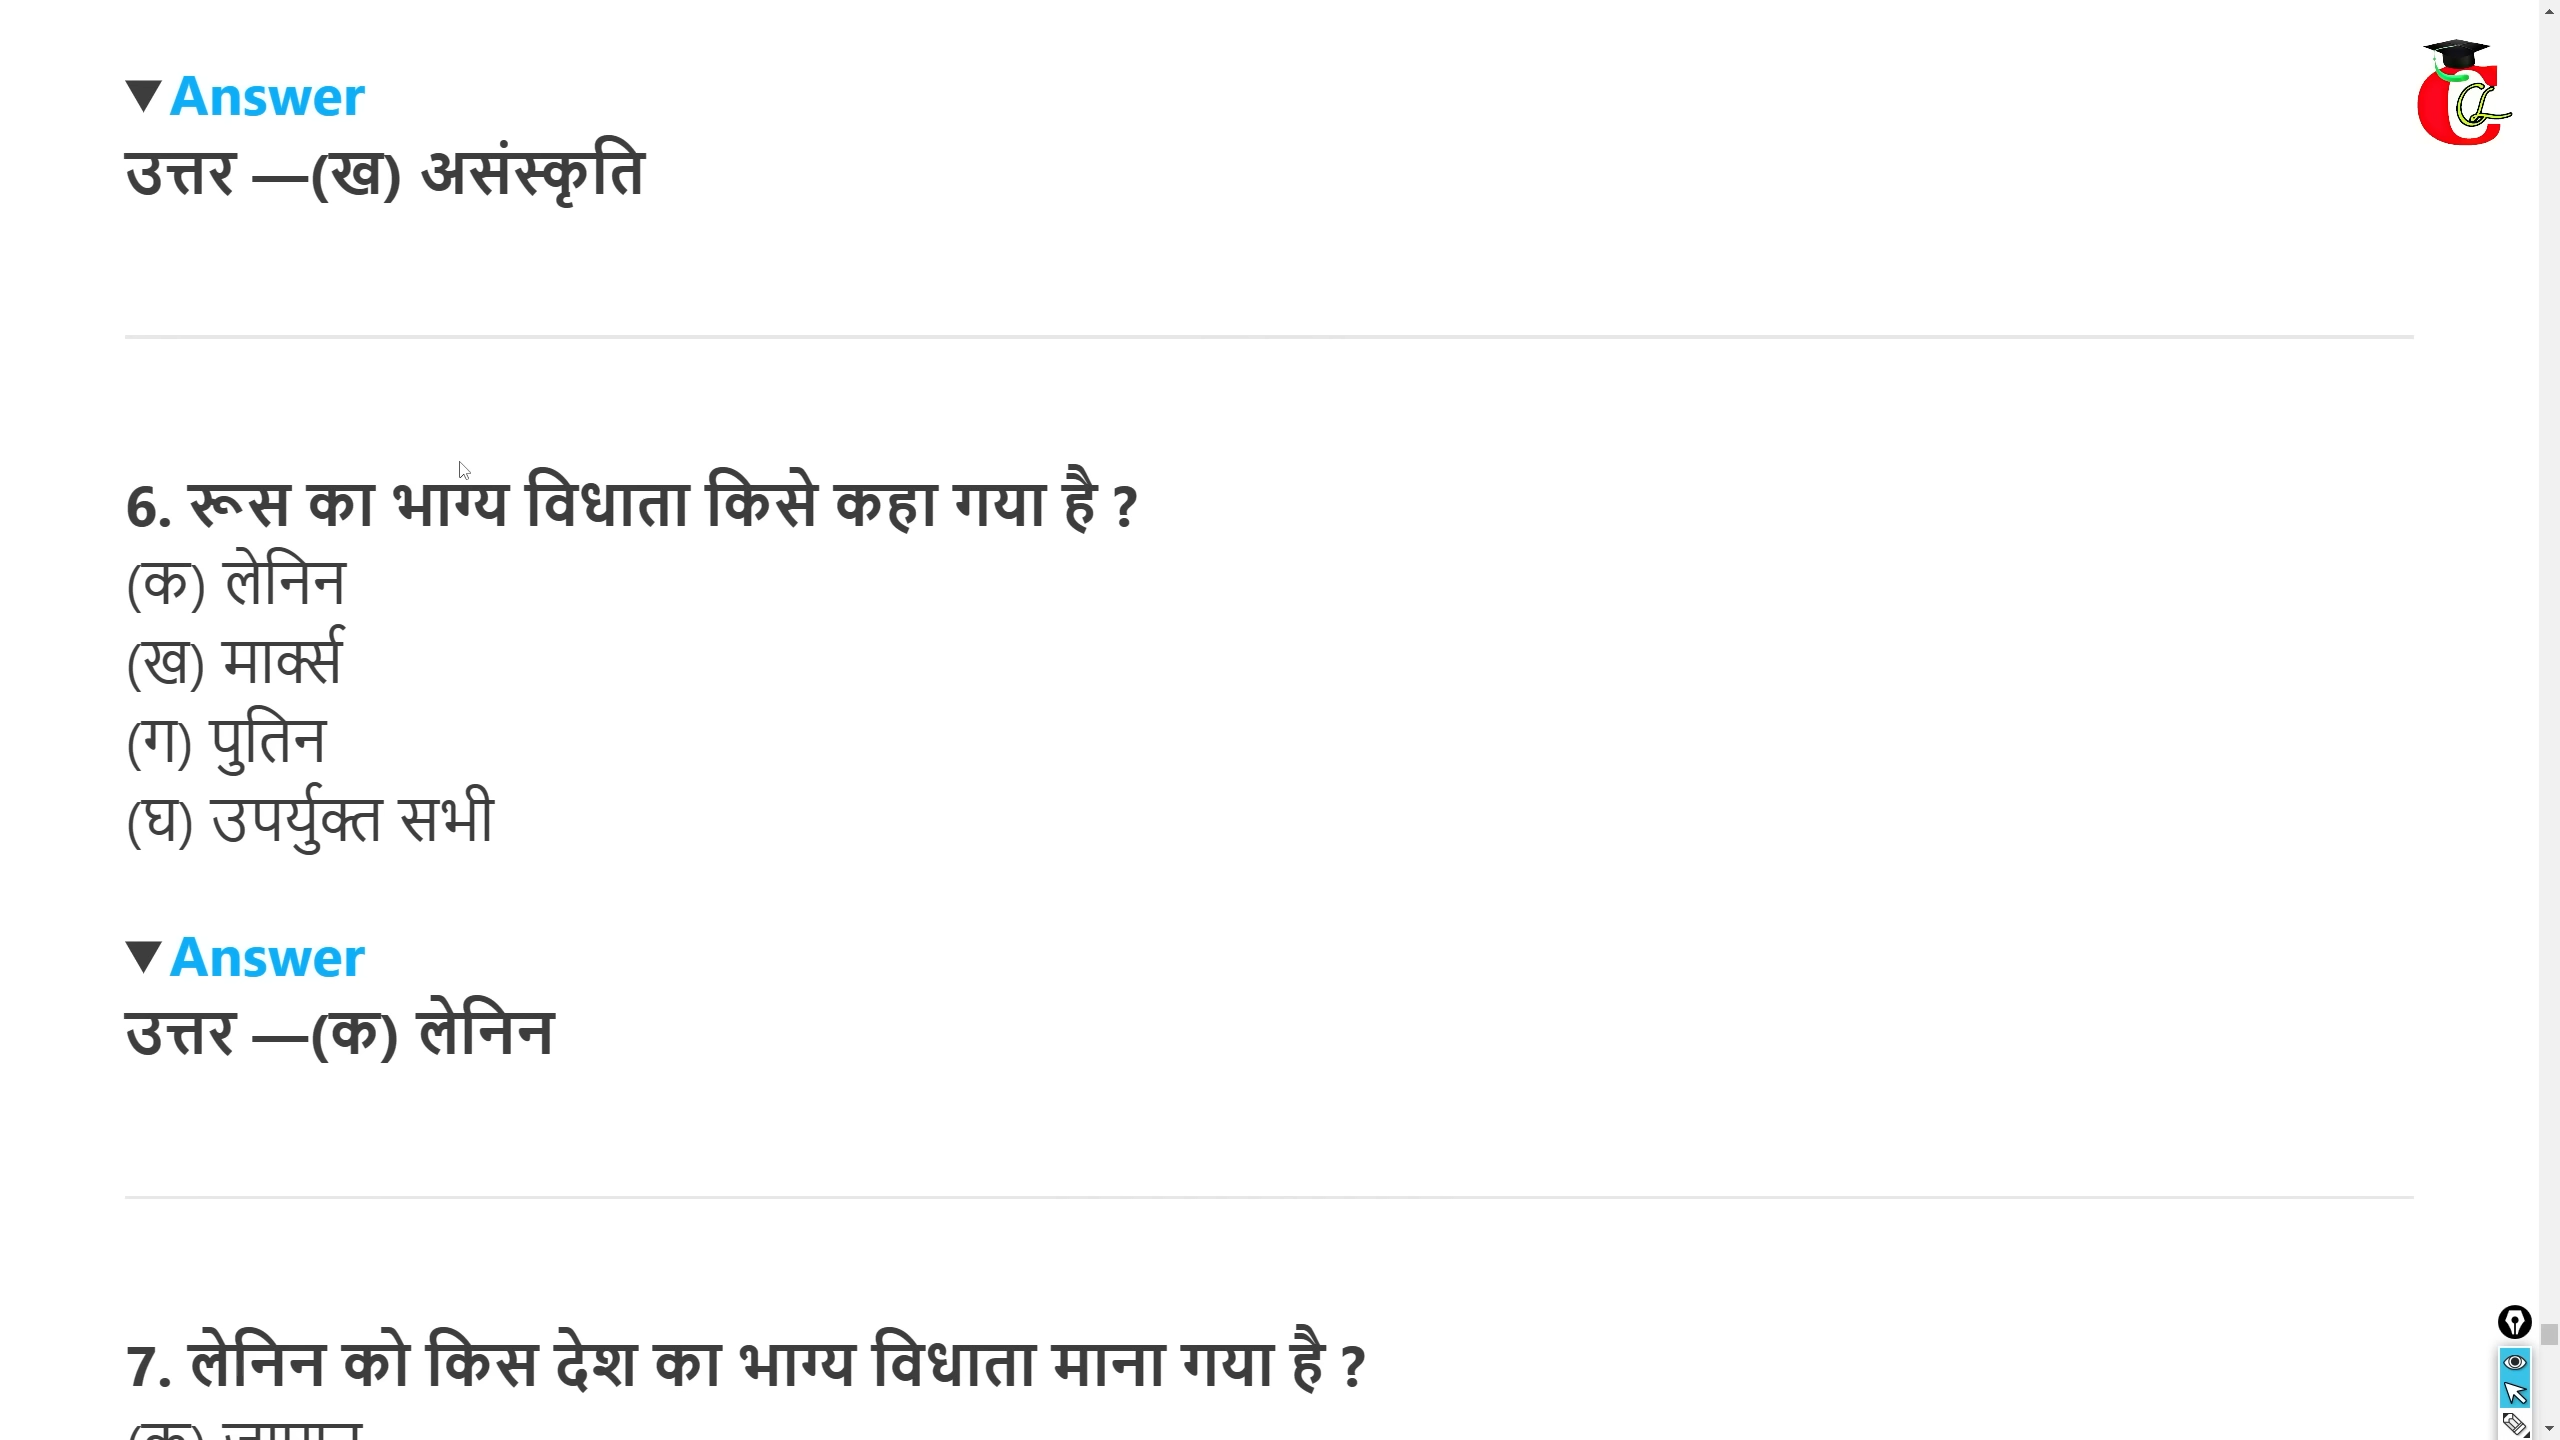 Answer
उत्तर —(ख) असंस्कृति
6. रूस का भाग्य विधाता किसे कहा गया है ?
(क) लेनिन
(ख) मार्क्स
(ग) पुतिन
(घ) उपर्युक्त सभी
Answer
उत्तर —(क) लेनिन
7. लेनिन को किस देश का भाग्य विधाता माना गया है ?